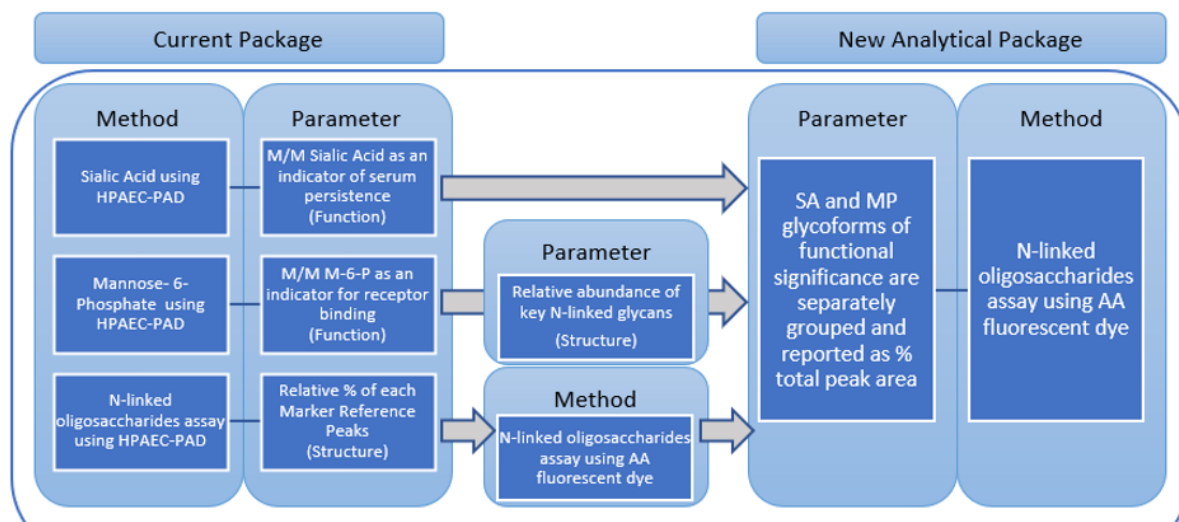 Current Package
New Analytical Package
Method
Parameter
Sialic Acid using
HPAEC-PAD
M/M Sialic Acid as an
indicator of serum
persistence
(Function)
Mannose- 6-
Phosphate using
HPAEC-PAD
M/M M-6-P as an
indicator for receptor
binding
(Function)
N-linked
oligosaccharides assay
using HPAEC-PAD
Relative % of each
Marker Reference
Peaks
(Structure)
Parameter
Relative abundance of
key N-linked glycans
(Structure)
Method
N-linked oligosaccharides
assay using AA
fluorescent dye
Parameter
SA and MP
glycoforms of
functional
significance are
separately
grouped and
reported as %
total peak area
Method
N-linked
oligosaccharides
assay using AA
fluorescent dye